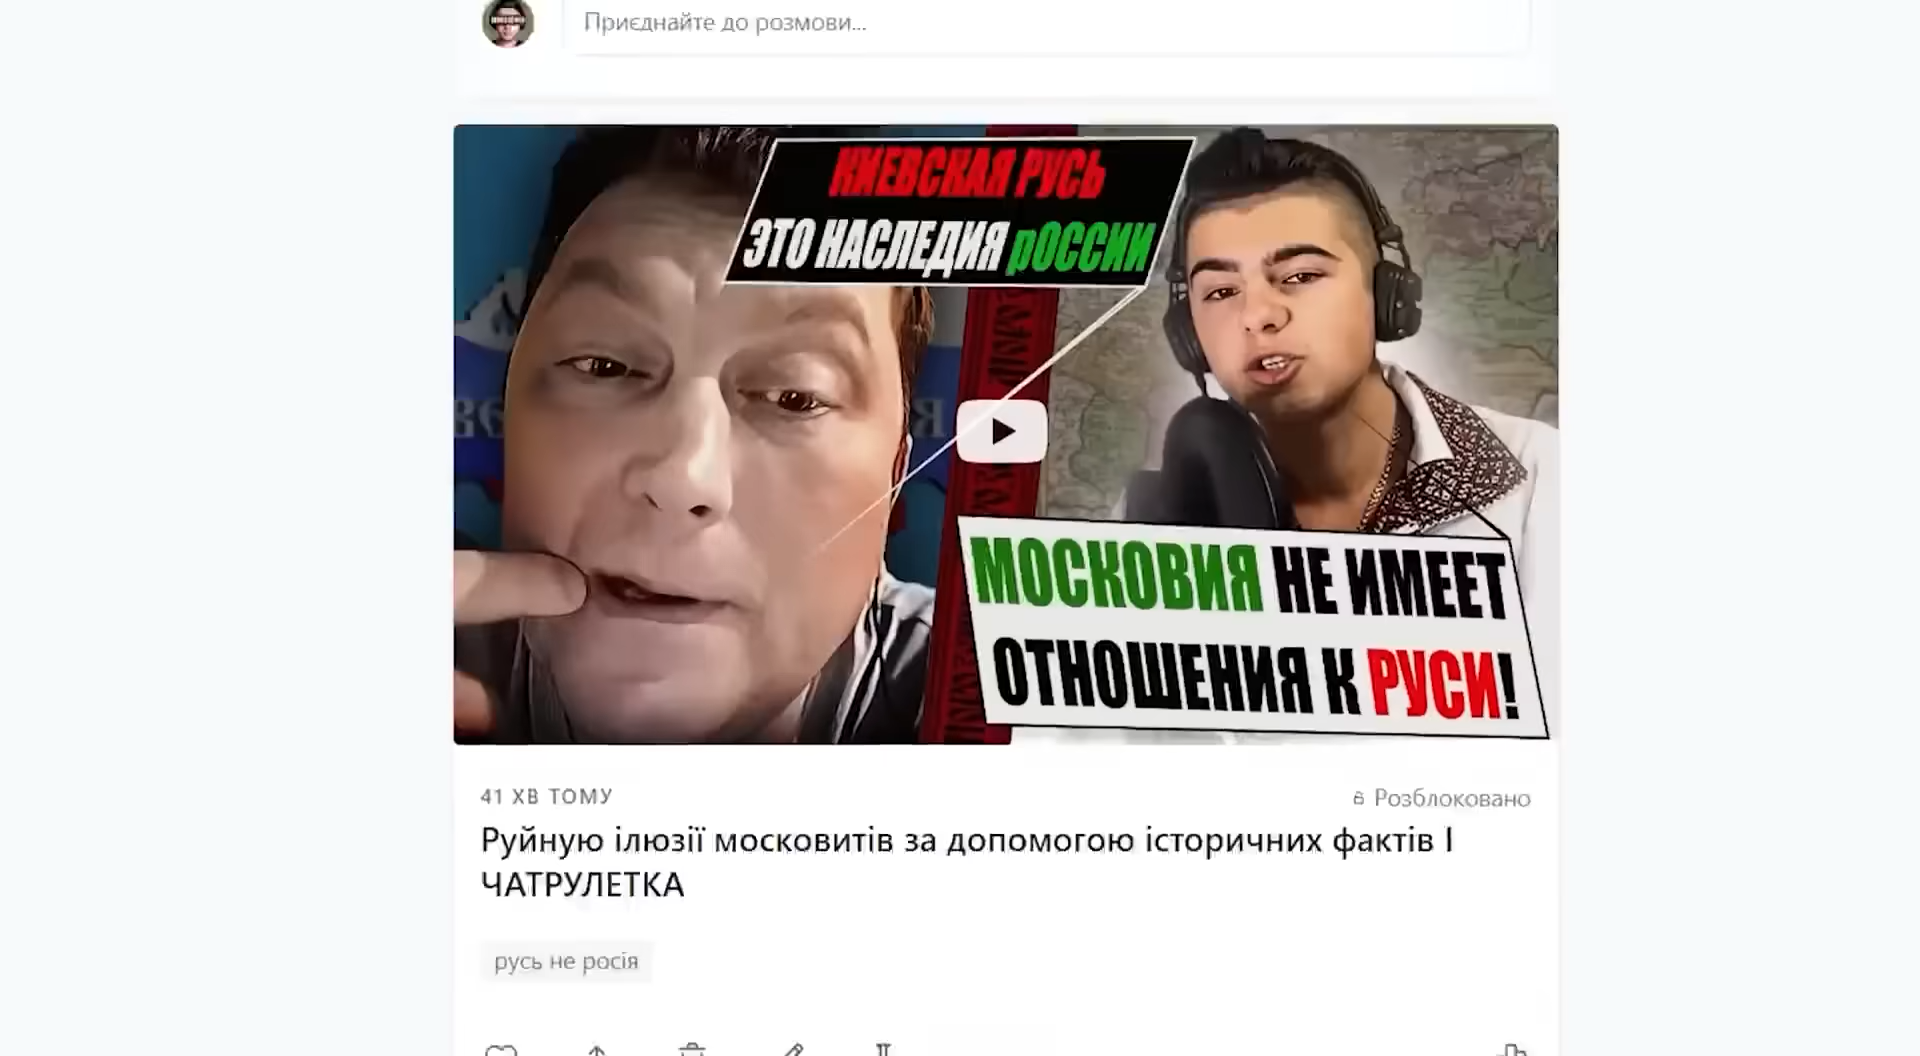 Приєднайте до розмови...
КИЕВСКАЯ РУСЬ
ЭТО НАСЛЕДИЯ рОССИИ
МОСКОВИЯ НЕ ИМЕЕТ
ОТНОШЕНИЯ К РУСИ!
41 ХВ ТОМУ
Розблоковано
Руйную ілюзії московитів за допомогою історичних фактів І
ЧАТРУЛЕТКА
русь не росія